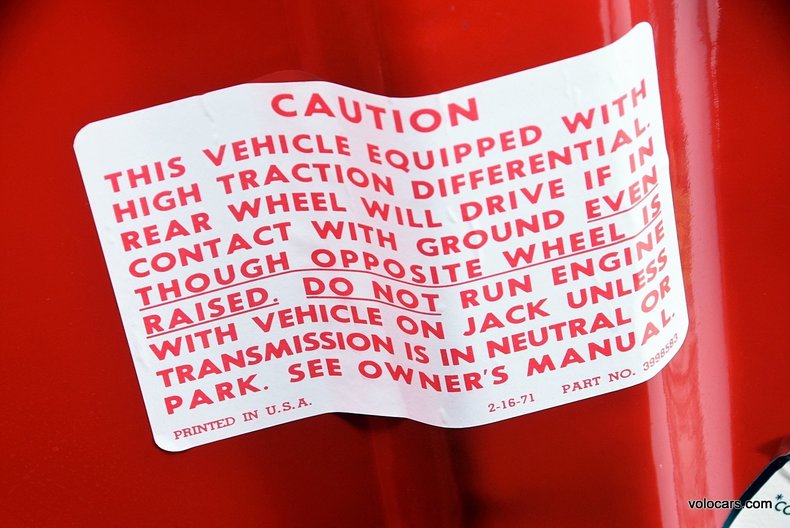 CAUTION
THIS VEHICLE EQUIPPED WITH
HIGH TRACTION DIFFERENTIAL.
REAR WHEEL WILL DRIVE IF IN
CONTACT WITH GROUND EVEN
THOUGH OPPOSITE WHEEL IS
RAISED. DO NOT RUN ENGINE
WITH VEHICLE ON JACK UNLESS
TRANSMISSION IS IN NEUTRAL OR
PARK. SEE OWNER'S MANUAL.
PRINTED IN U.S.A. 2-16-71 PART NO. 3998583
volocars.com